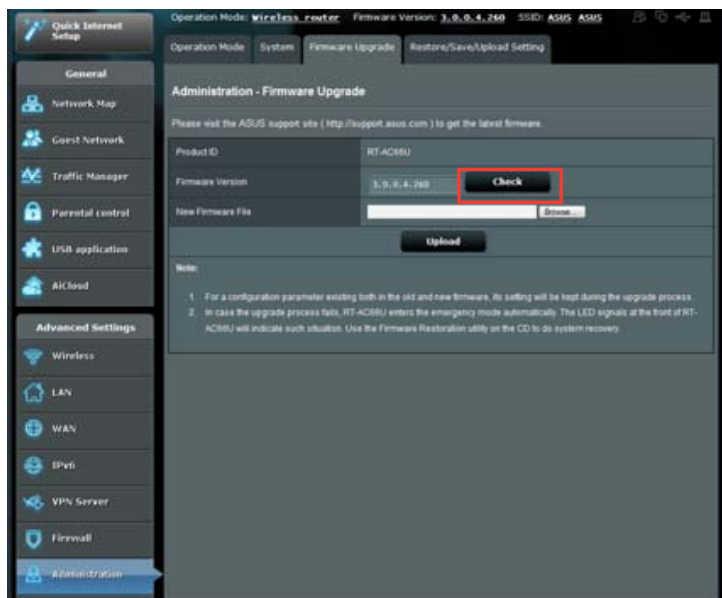 Quick Internet
Setup
Operation Mode: Wireless router Firmware Version: 3.0.0.4.260 SSID: ASUS ASUS
Operation Mode System Firmware Upgrade Restore/Save/Upload Setting
General
Network Map
Guest Network
Traffic Manager
Parental control
USB application
AiCloud
Advanced Settings
Wireless
LAN
WAN
IPv6
VPN Server
Firewall
Administration
Administration - Firmware Upgrade
Please visit the ASUS support site ( http://support.asus.com ) to get the latest firmware.
Product ID RT-AC66U
Firmware Version 3.0.0.4.260 Check
New Firmware File Browse...
Upload
Note:
1. For a configuration parameter existing both in the old and new firmware, its setting will be kept during the upgrade process.
2. In case the upgrade process fails, RT-AC66U enters the emergency mode automatically. The LED signals at the front of RT-
AC66U will indicate such situation. Use the Firmware Restoration utility on the CD to do system recovery.